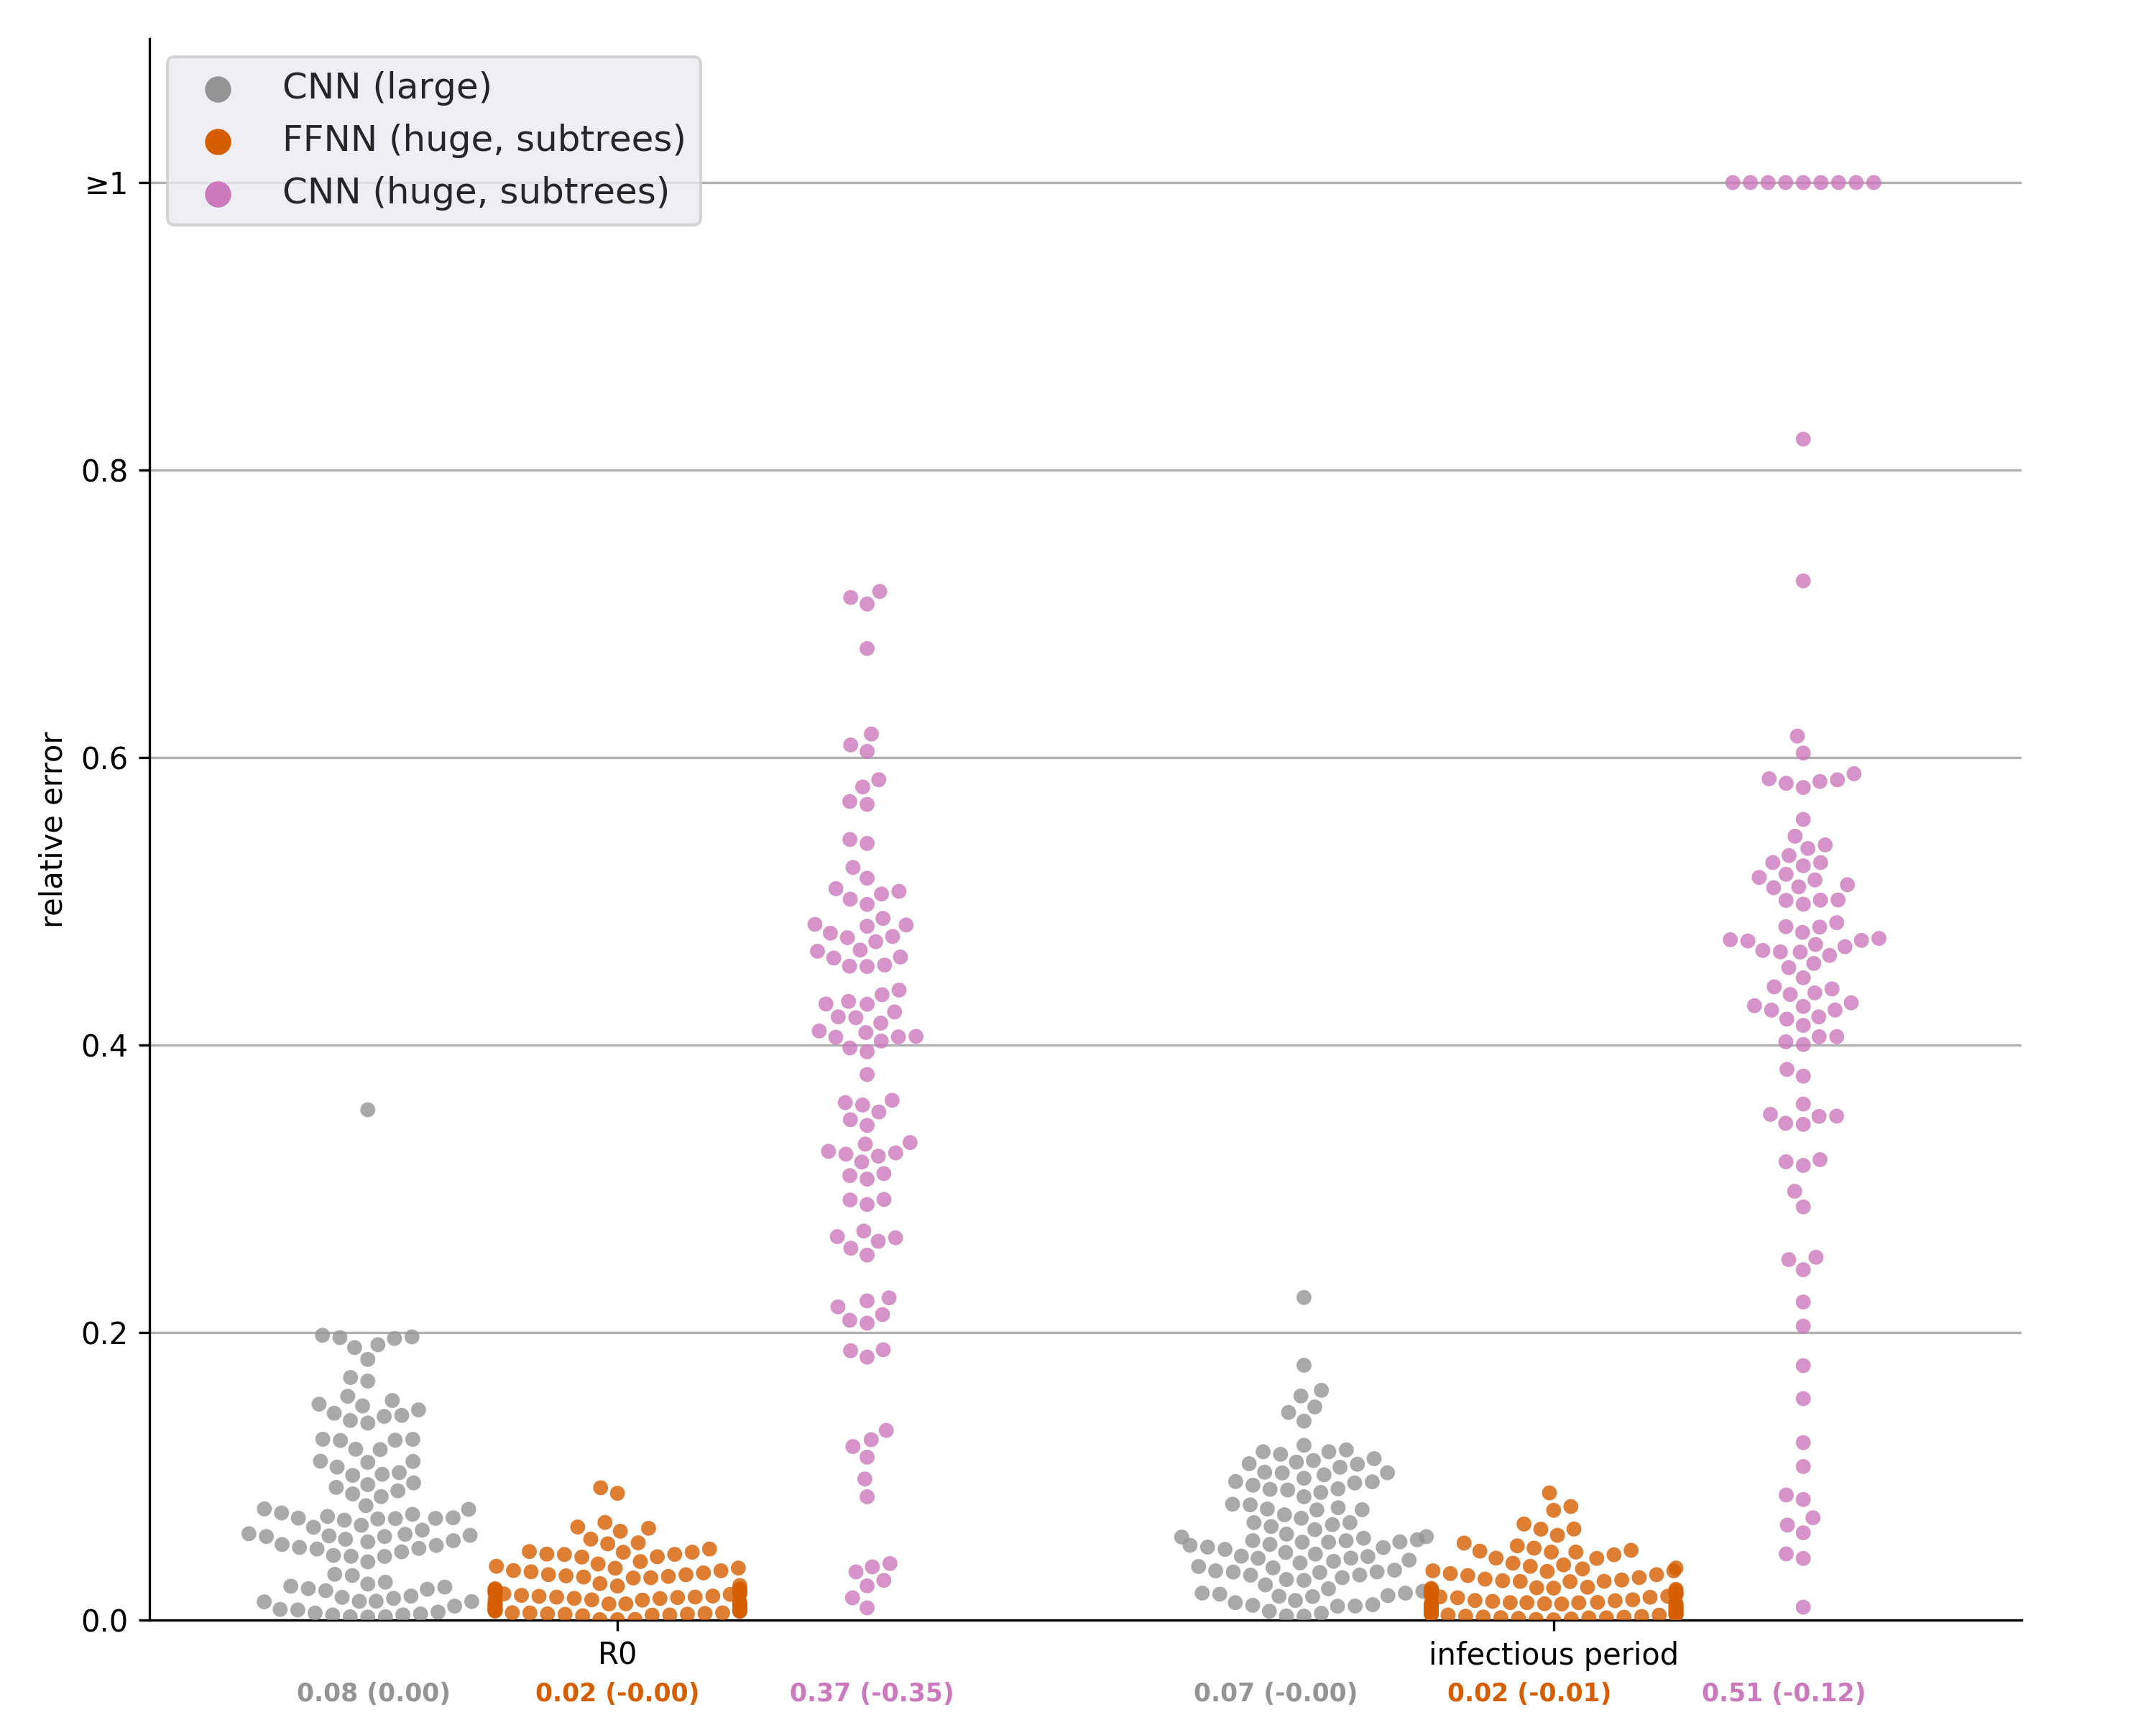 CNN (large)
FFNN (huge, subtrees)
CNN (huge, subtrees)
≥1
0.8
0.6
0.4
0.2
0.0
relative error
R0
infectious period
0.08 (0.00)
0.02 (-0.00)
0.37 (-0.35)
0.07 (-0.00)
0.02 (-0.01)
0.51 (-0.12)